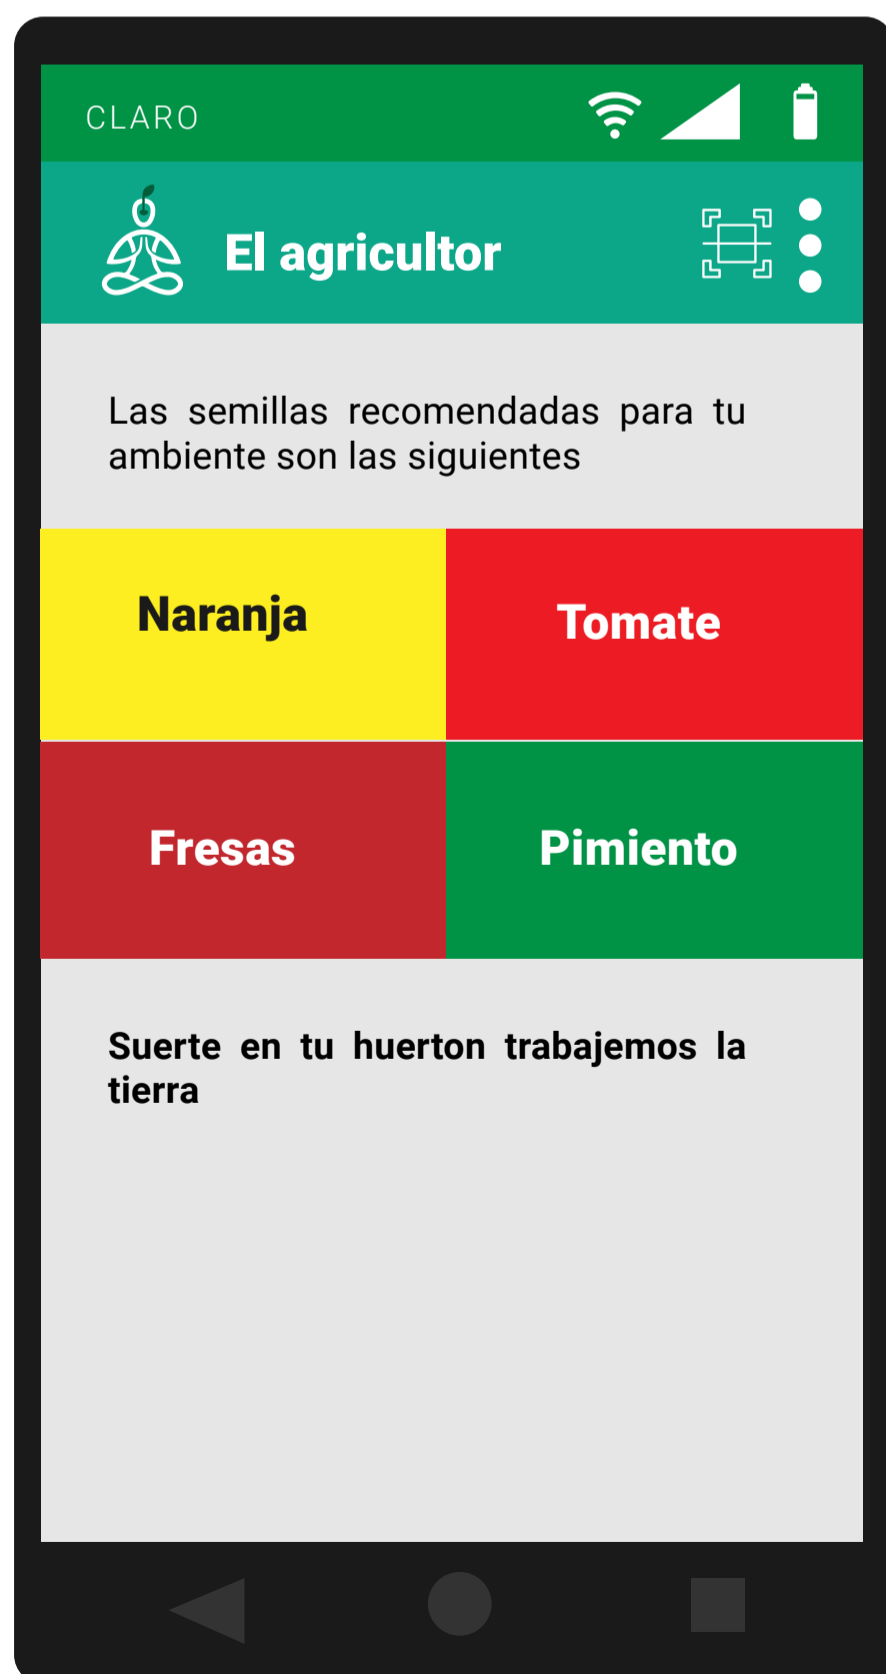 CLARO
El agricultor
Las semillas recomendadas para tu
ambiente son las siguientes
Naranja
Tomate
Fresas
Pimiento
Suerte en tu huerton trabajemos la
tierra